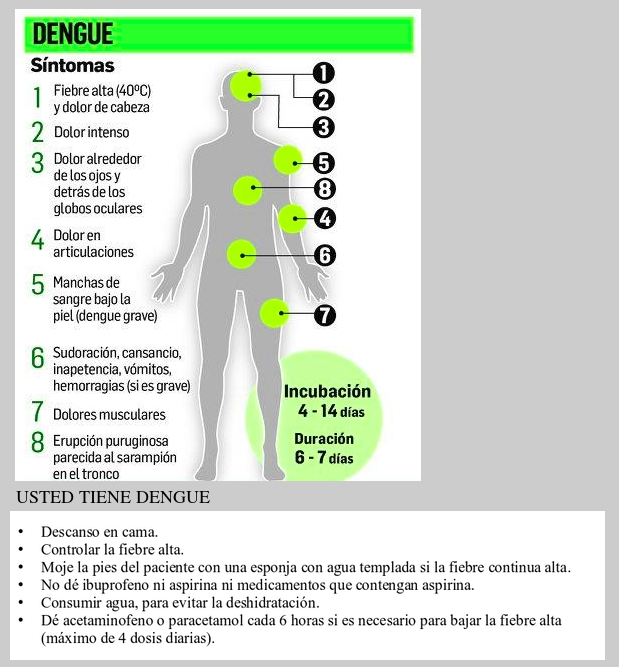 DENGUE
Síntomas
1 Fiebre alta (40ºC)
y dolor de cabeza
2 Dolor intenso
3 Dolor alrededor
de los ojos y
detrás de los
globos oculares
4 Dolor en
articulaciones
5 Manchas de
sangre bajo la
piel (dengue grave)
6 Sudoración, cansancio,
inapetencia, vómitos,
hemorragias (si es grave)
7 Dolores musculares
8 Erupción puruginosa
parecida al sarampión
en el tronco
1
2
3
5
8
4
6
7
Incubación
4 - 14 días
Duración
6 - 7 días
USTED TIENE DENGUE
• Descanso en cama.
• Controlar la fiebre alta.
• Moje la pies del paciente con una esponja con agua templada si la fiebre continua alta.
• No dé ibuprofeno ni aspirina ni medicamentos que contengan aspirina.
• Consumir agua, para evitar la deshidratación.
• Dé acetaminofeno o paracetamol cada 6 horas si es necesario para bajar la fiebre alta
(máximo de 4 dosis diarias).